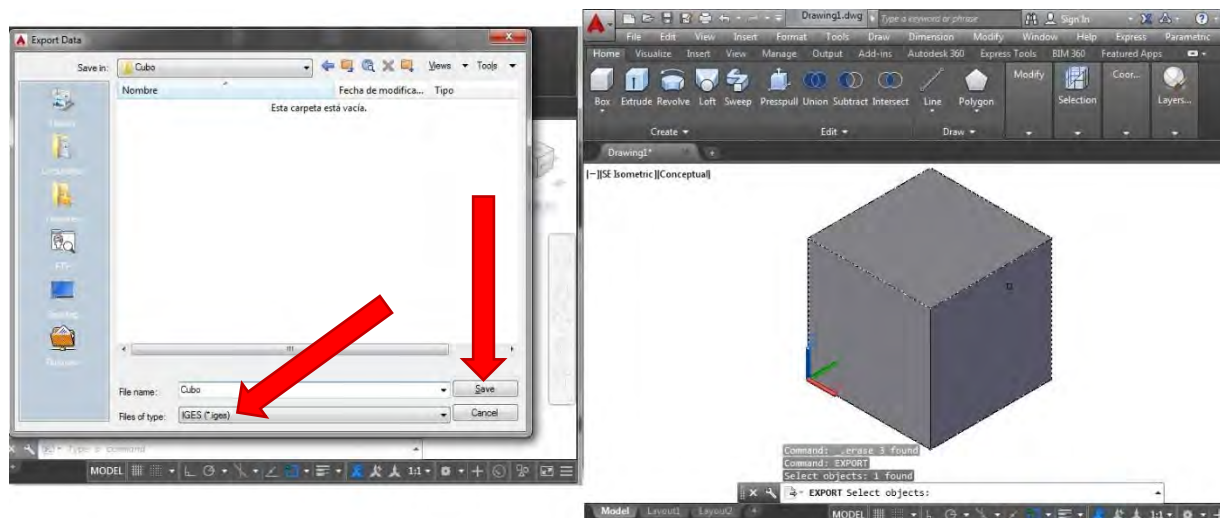 Export Data
Save in:
Cubo
Views
Tools
Nombre
Fecha de modifica...
Tipo
Esta carpeta está vacía.
File name:
Cubo
Save
Files of type:
IGES (*.iges)
Cancel
Type a command
MODEL
1:1
Drawing1.dwg
Type a keyword or phrase
Sign In
File Edit View Insert Format Tools Draw Dimension Modify Window Help Express Parametric
Home Visualize Insert View Manage Output Add-ins Autodesk 360 Express Tools BIM 360 Featured Apps
Box Extrude Revolve Loft Sweep Presspull Union Subtract Intersect Line Polygon
Modify
Selection
Coor...
Layers...
Create
Edit
Draw
Drawing1*
[−][SE Isometric][Conceptual]
Command: _.erase 3 found
Command: EXPORT
Select objects: 1 found
EXPORT Select objects:
Model Layout1 Layout2
MODEL
1:1